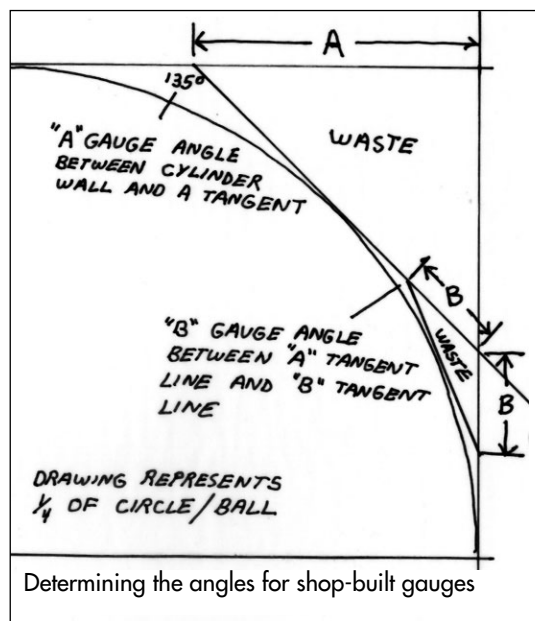 A
135°
"A" GAUGE ANGLE
BETWEEN CYLINDER
WALL AND A TANGENT
WASTE
B
"B" GAUGE ANGLE
BETWEEN "A" TANGENT
LINE AND "B" TANGENT
LINE
WASTE
B
DRAWING REPRESENTS
1/4 OF CIRCLE/BALL
Determining the angles for shop-built gauges